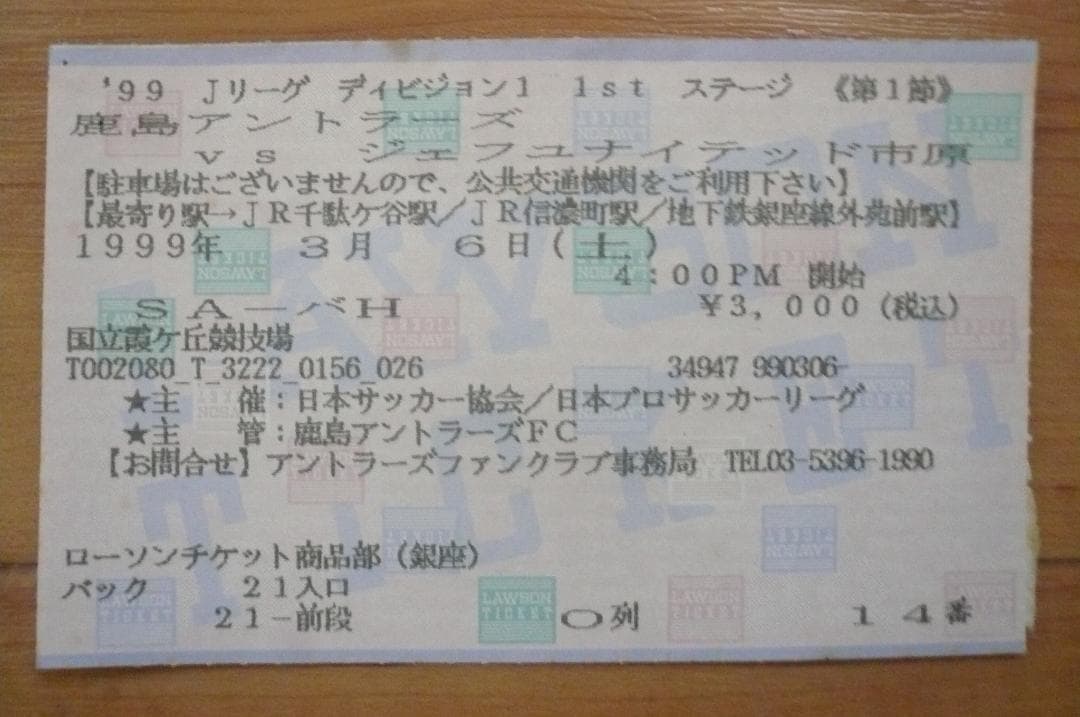 '99 Jリーグ ディビジョン1 1st ステージ 《第1節》
鹿島アントラーズ
vs ジェフユナイテッド市原
【駐車場はございませんので、公共交通機関をご利用下さい】
【最寄り駅→JR千駄ケ谷駅／JR信濃町駅／地下鉄銀座線外苑前駅】
1999年 3月 6日(土)
4：00PM 開始
SA－バH ￥3，000（税込）
国立霞ケ丘競技場
T002080_T_3222_0156_026 34947 990306-
★主 催：日本サッカー協会／日本プロサッカーリーグ
★主 管：鹿島アントラーズFC
【お問合せ】アントラーズファンクラブ事務局 TEL03-5396-1990
ローソンチケット商品部（銀座）
バック 21入口
21－前段 O列 14番
LAWSON TICKET